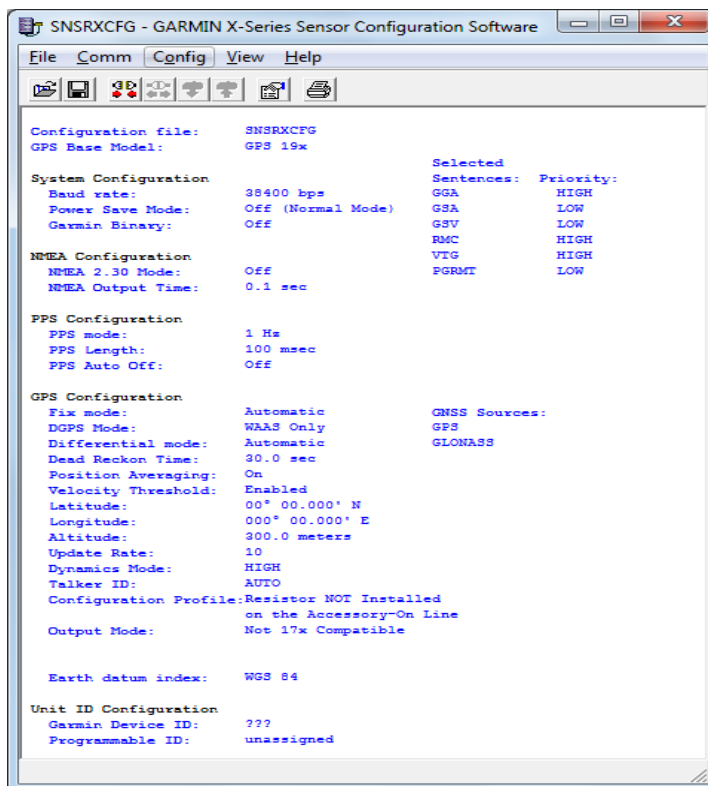 SNSRXCFG - GARMIN X-Series Sensor Configuration Software
File Comm Config View Help
Configuration file: SNSRXCFG
GPS Base Model: GPS 19x
Selected
System Configuration Sentences: Priority:
Baud rate: 38400 bps GGA HIGH
Power Save Mode: Off (Normal Mode) GSA LOW
Garmin Binary: Off GSV LOW
RMC HIGH
NMEA Configuration VTG HIGH
NMEA 2.30 Mode: Off PGRMT LOW
NMEA Output Time: 0.1 sec
PPS Configuration
PPS mode: 1 Hz
PPS Length: 100 msec
PPS Auto Off: Off
GPS Configuration
Fix mode: Automatic GNSS Sources:
DGPS Mode: WAAS Only GPS
Differential mode: Automatic GLONASS
Dead Reckon Time: 30.0 sec
Position Averaging: On
Velocity Threshold: Enabled
Latitude: 00° 00.000' N
Longitude: 000° 00.000' E
Altitude: 300.0 meters
Update Rate: 10
Dynamics Mode: HIGH
Talker ID: AUTO
Configuration Profile:Resistor NOT Installed
on the Accessory-On Line
Output Mode: Not 17x Compatible
Earth datum index: WGS 84
Unit ID Configuration
Garmin Device ID: ???
Programmable ID: unassigned